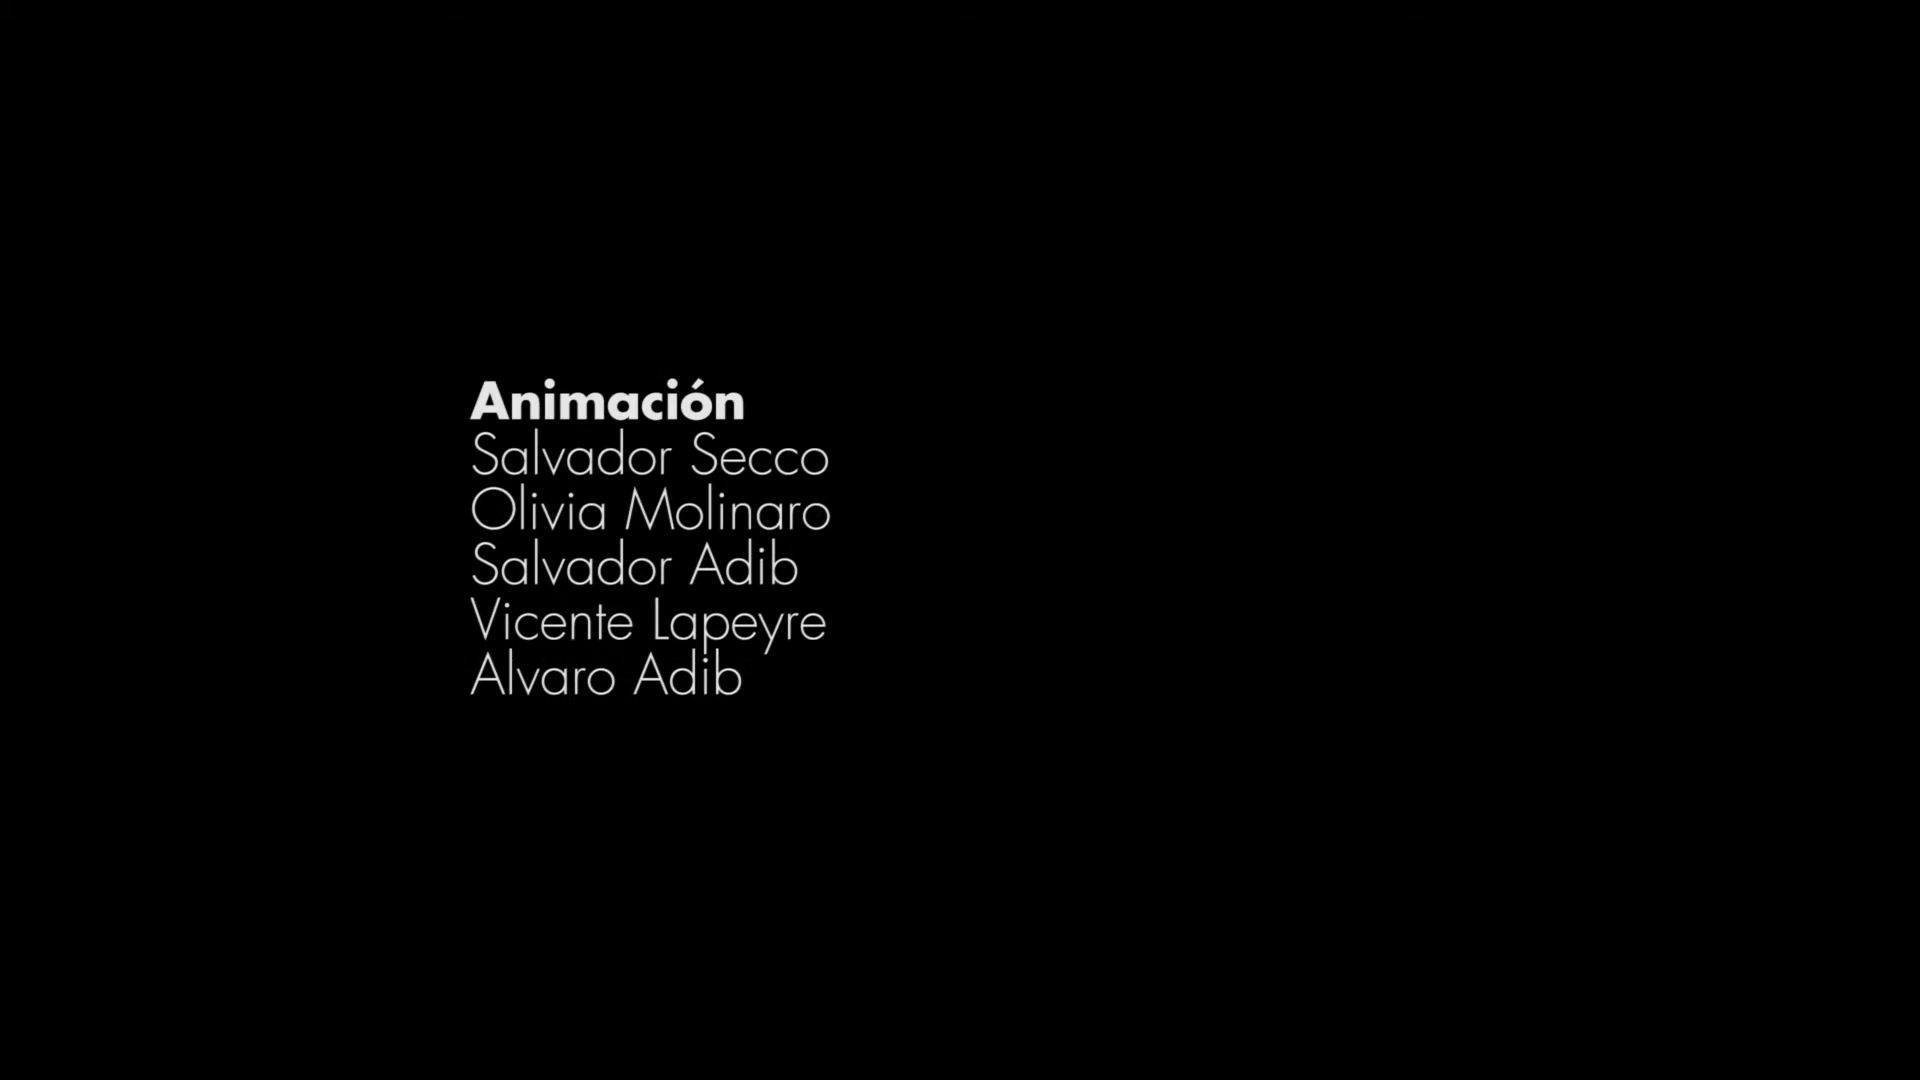 Animación
Salvador Secco
Olivia Molinaro
Salvador Adib
Vicente Lapeyre
Alvaro Adib